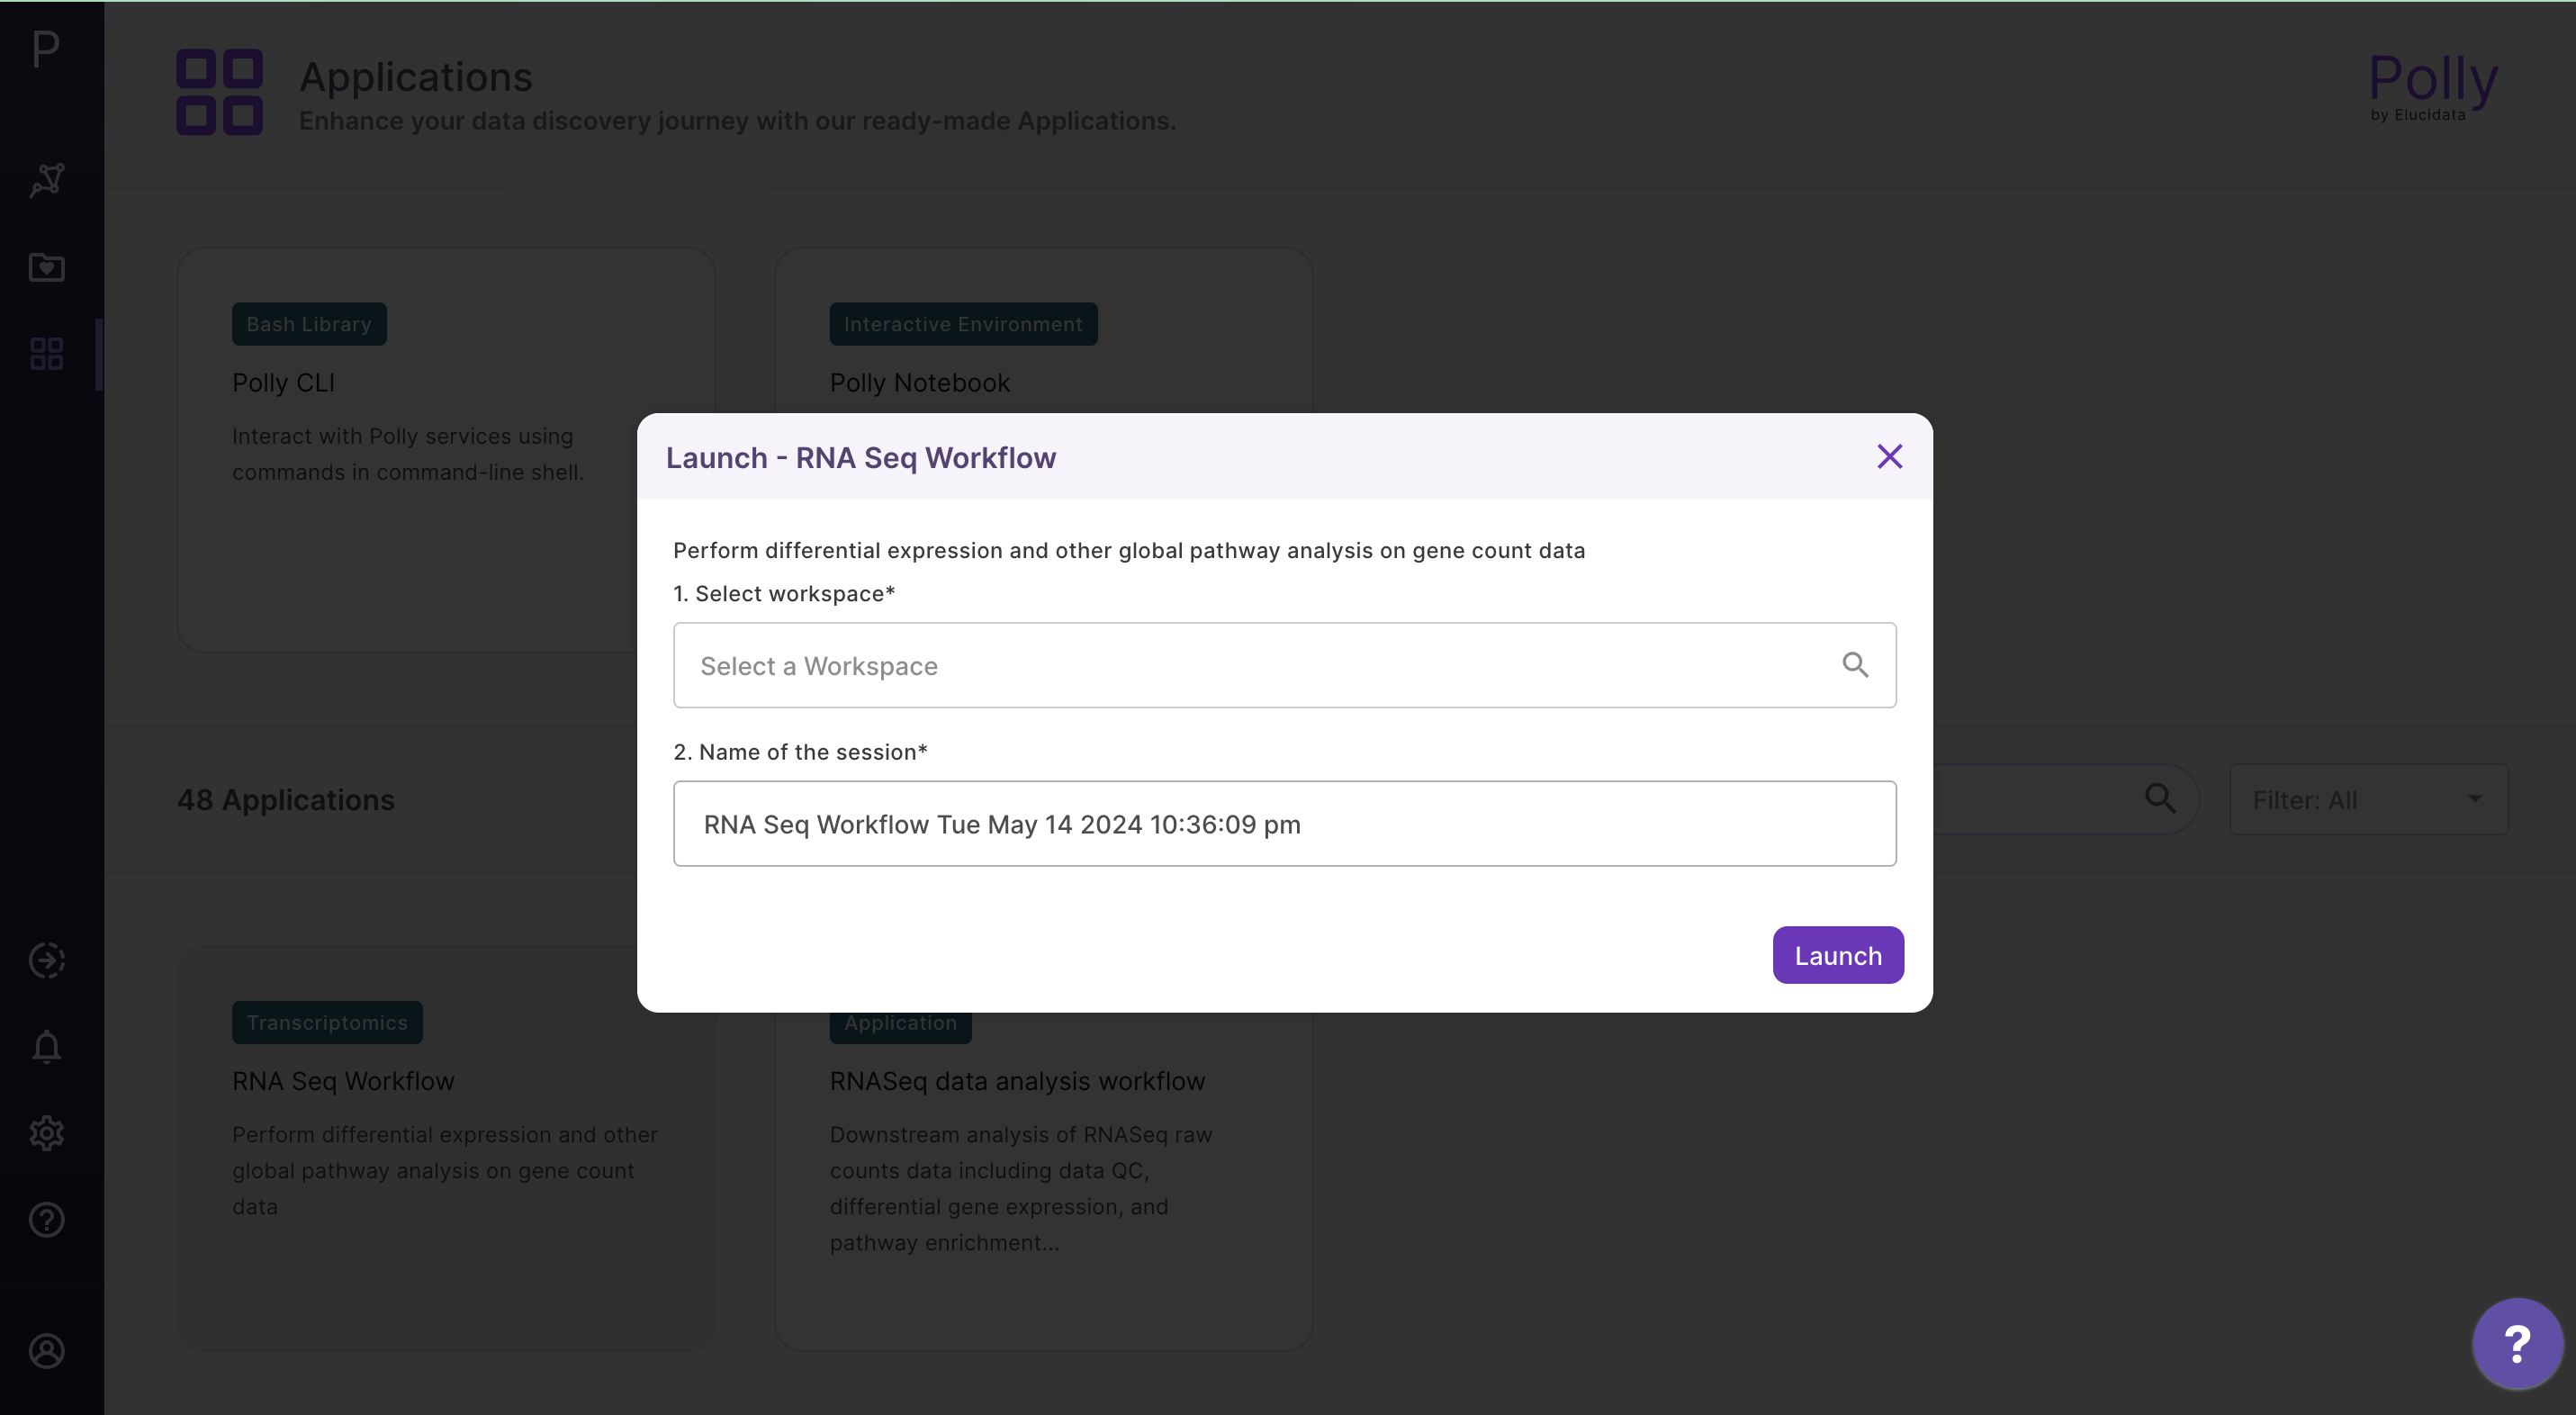 P
Applications
Enhance your data discovery journey with our ready-made Applications.
Polly
by Elucidata
Bash Library
Polly CLI
Interact with Polly services using
commands in command-line shell.
Interactive Environment
Polly Notebook
Launch - RNA Seq Workflow
Perform differential expression and other global pathway analysis on gene count data
1. Select workspace*
Select a Workspace
2. Name of the session*
RNA Seq Workflow Tue May 14 2024 10:36:09 pm
Launch
48 Applications
Filter: All
Transcriptomics
RNA Seq Workflow
Perform differential expression and other
global pathway analysis on gene count
data
Application
RNASeq data analysis workflow
Downstream analysis of RNASeq raw
counts data including data QC,
differential gene expression, and
pathway enrichment...
?